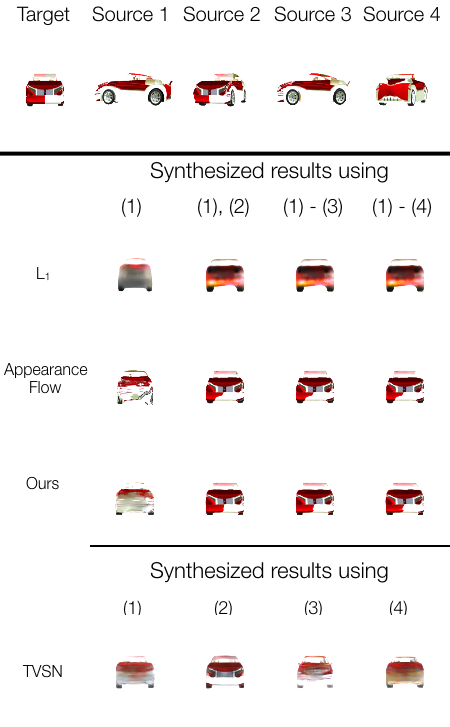 Target Source 1 Source 2 Source 3 Source 4
Synthesized results using
(1) (1), (2) (1) - (3) (1) - (4)
L1
Appearance
Flow
Ours
Synthesized results using
(1) (2) (3) (4)
TVSN